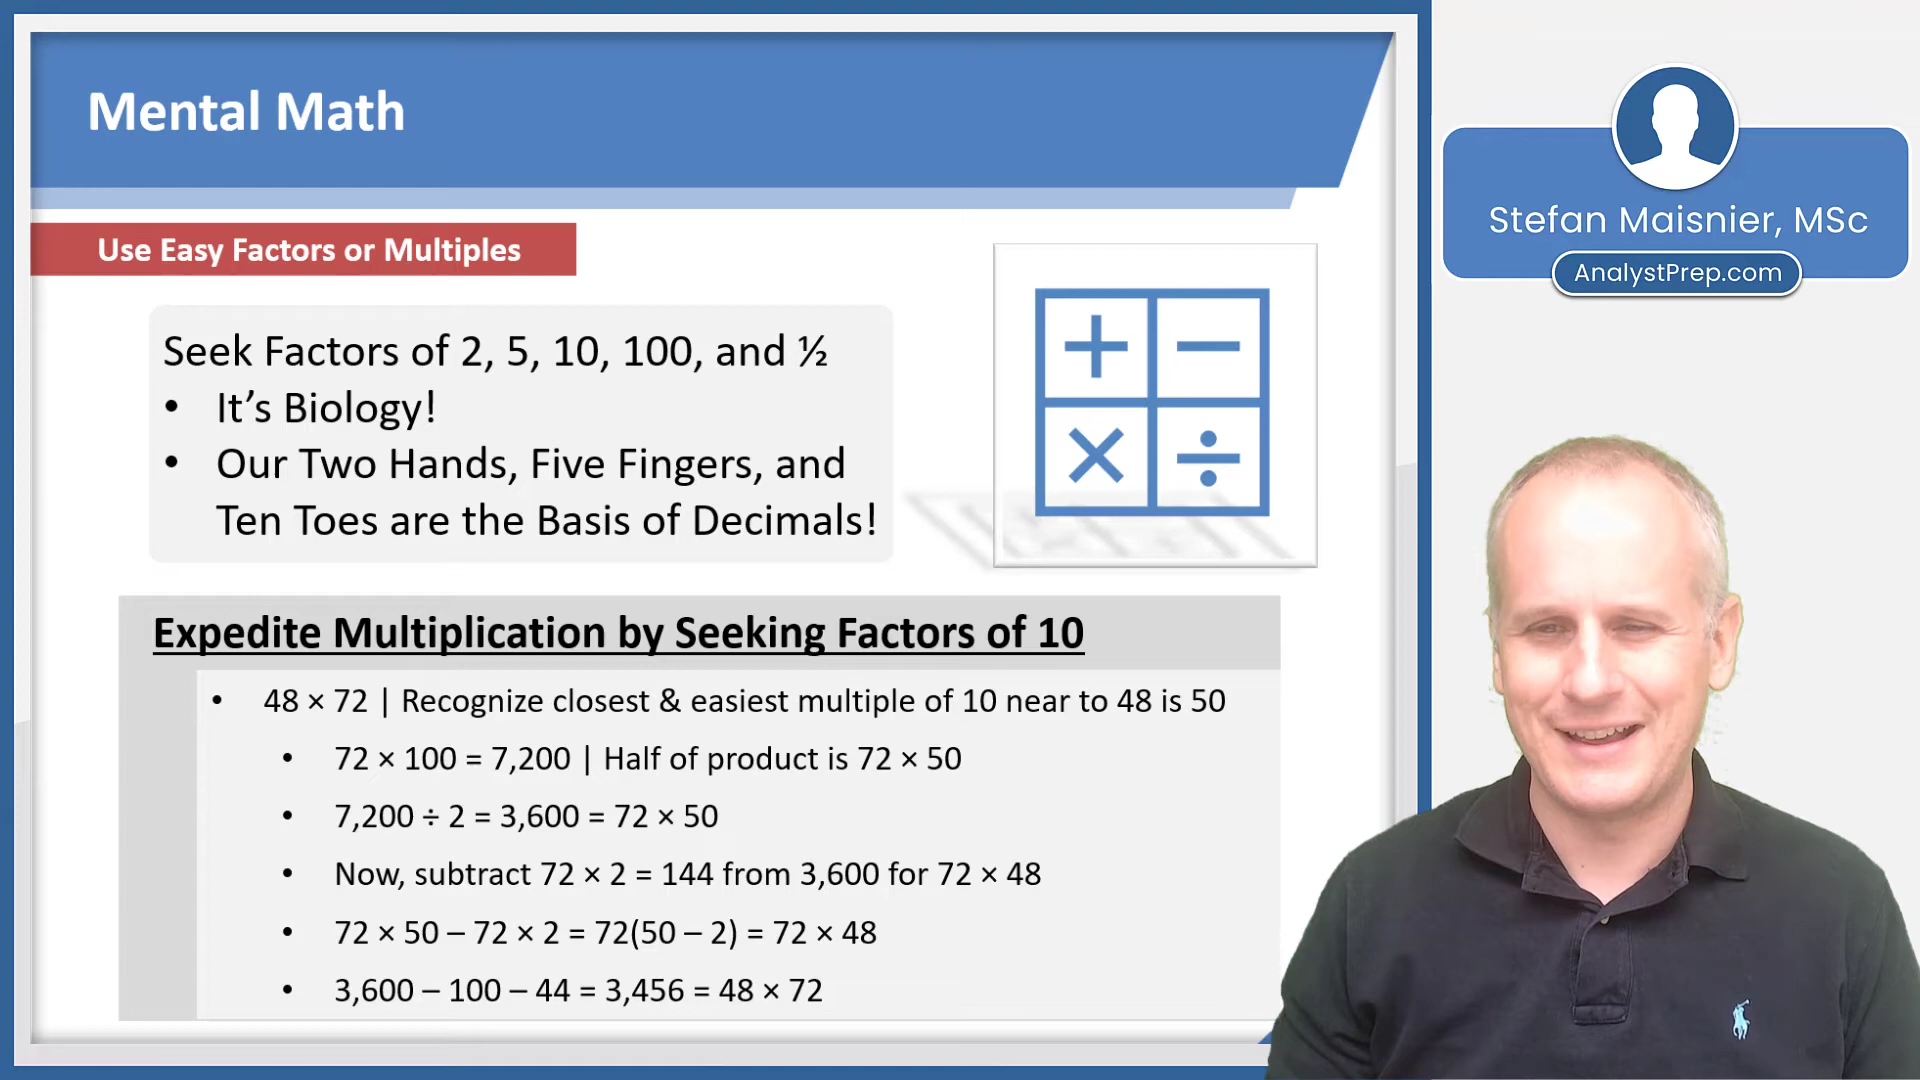 Mental Math
Use Easy Factors or Multiples
Seek Factors of 2, 5, 10, 100, and ½
• It’s Biology!
• Our Two Hands, Five Fingers, and
Ten Toes are the Basis of Decimals!
Expedite Multiplication by Seeking Factors of 10
• 48 × 72 | Recognize closest & easiest multiple of 10 near to 48 is 50
• 72 × 100 = 7,200 | Half of product is 72 × 50
• 7,200 ÷ 2 = 3,600 = 72 × 50
• Now, subtract 72 × 2 = 144 from 3,600 for 72 × 48
• 72 × 50 – 72 × 2 = 72(50 – 2) = 72 × 48
• 3,600 – 100 – 44 = 3,456 = 48 × 72
Stefan Maisnier, MSc
AnalystPrep.com